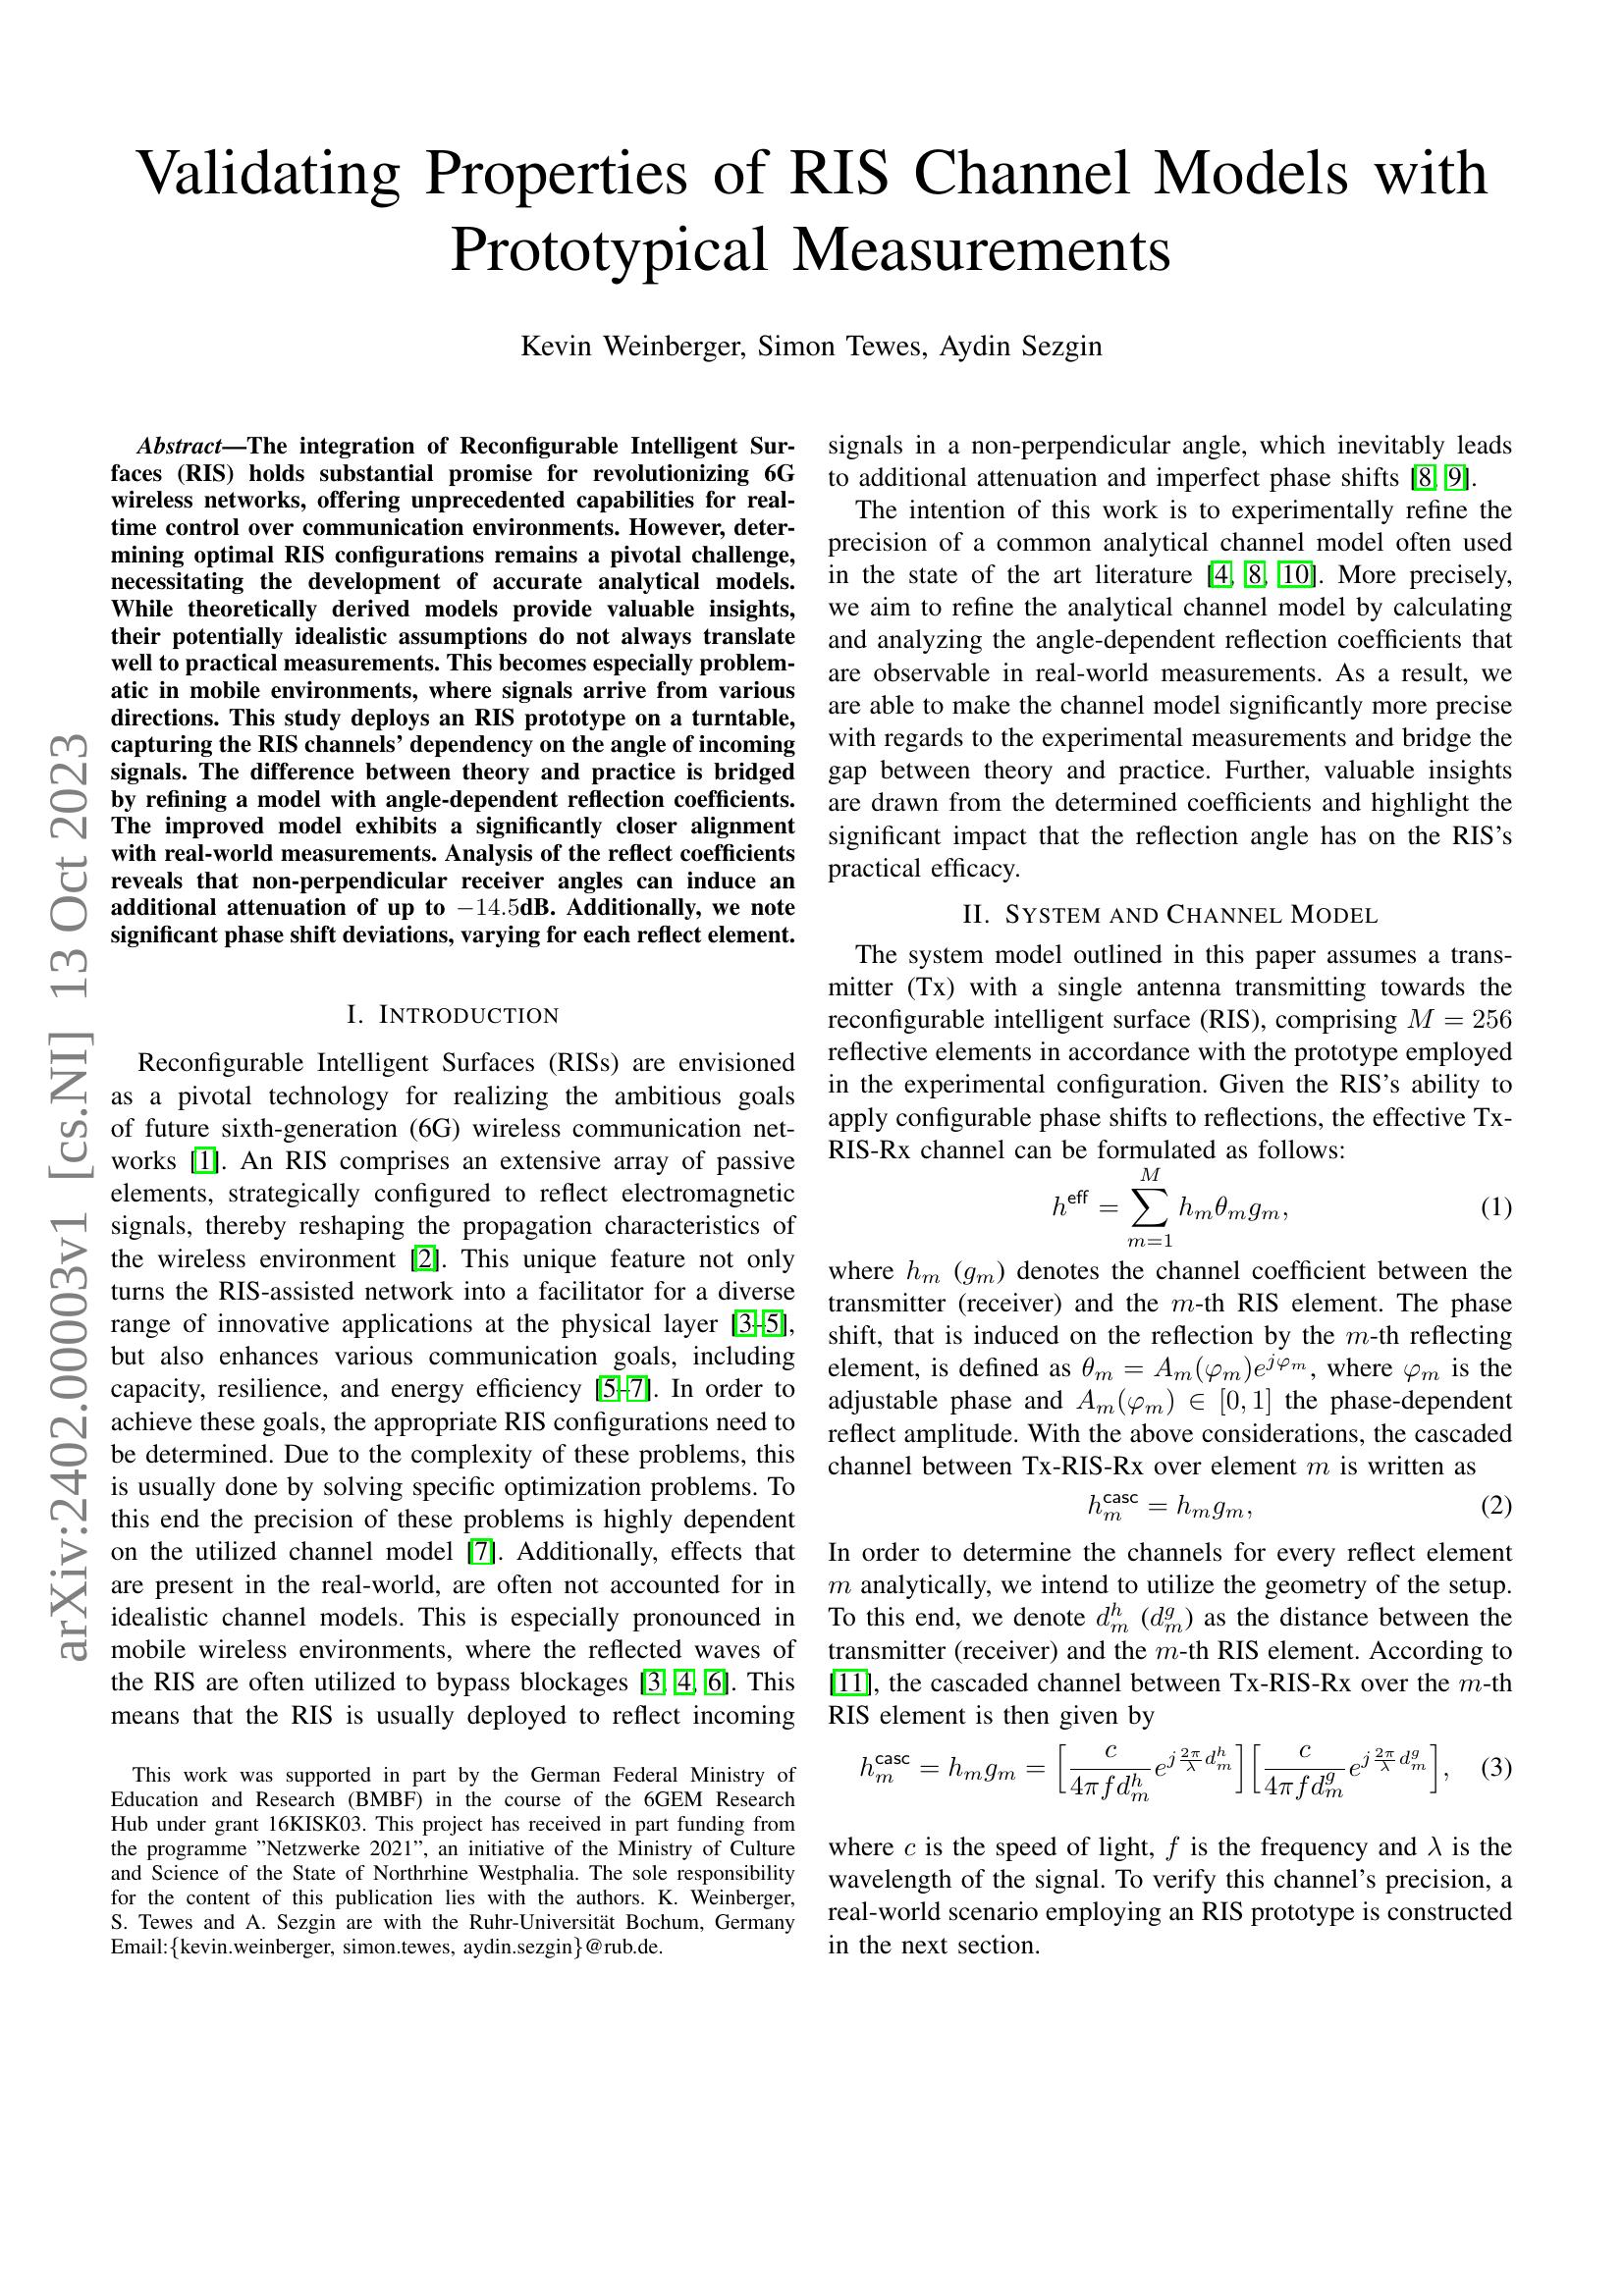 Validating Properties of RIS Channel Models with
Prototypical Measurements
Kevin Weinberger, Simon Tewes, Aydin Sezgin
arXiv:2402.00003v1 [cs.NI] 13 Oct 2023
Abstract—The integration of Reconfigurable Intelligent Sur-
faces (RIS) holds substantial promise for revolutionizing 6G
wireless networks, offering unprecedented capabilities for real-
time control over communication environments. However, deter-
mining optimal RIS configurations remains a pivotal challenge,
necessitating the development of accurate analytical models.
While theoretically derived models provide valuable insights,
their potentially idealistic assumptions do not always translate
well to practical measurements. This becomes especially problem-
atic in mobile environments, where signals arrive from various
directions. This study deploys an RIS prototype on a turntable,
capturing the RIS channels' dependency on the angle of incoming
signals. The difference between theory and practice is bridged
by refining a model with angle-dependent reflection coefficients.
The improved model exhibits a significantly closer alignment
with real-world measurements. Analysis of the reflect coefficients
reveals that non-perpendicular receiver angles can induce an
additional attenuation of up to −14.5dB. Additionally, we note
significant phase shift deviations, varying for each reflect element.
I. INTRODUCTION
Reconfigurable Intelligent Surfaces (RISs) are envisioned
as a pivotal technology for realizing the ambitious goals
of future sixth-generation (6G) wireless communication net-
works [1]. An RIS comprises an extensive array of passive
elements, strategically configured to reflect electromagnetic
signals, thereby reshaping the propagation characteristics of
the wireless environment [2]. This unique feature not only
turns the RIS-assisted network into a facilitator for a diverse
range of innovative applications at the physical layer [3–5],
but also enhances various communication goals, including
capacity, resilience, and energy efficiency [5–7]. In order to
achieve these goals, the appropriate RIS configurations need to
be determined. Due to the complexity of these problems, this
is usually done by solving specific optimization problems. To
this end the precision of these problems is highly dependent
on the utilized channel model [7]. Additionally, effects that
are present in the real-world, are often not accounted for in
idealistic channel models. This is especially pronounced in
mobile wireless environments, where the reflected waves of
the RIS are often utilized to bypass blockages [3, 4, 6]. This
means that the RIS is usually deployed to reflect incoming
This work was supported in part by the German Federal Ministry of
Education and Research (BMBF) in the course of the 6GEM Research
Hub under grant 16KISK03. This project has received in part funding from
the programme ”Netzwerke 2021”, an initiative of the Ministry of Culture
and Science of the State of Northrhine Westphalia. The sole responsibility
for the content of this publication lies with the authors. K. Weinberger,
S. Tewes and A. Sezgin are with the Ruhr-Universität Bochum, Germany
Email:{kevin.weinberger, simon.tewes, aydin.sezgin}@rub.de.
signals in a non-perpendicular angle, which inevitably leads
to additional attenuation and imperfect phase shifts [8, 9].
The intention of this work is to experimentally refine the
precision of a common analytical channel model often used
in the state of the art literature [4, 8, 10]. More precisely,
we aim to refine the analytical channel model by calculating
and analyzing the angle-dependent reflection coefficients that
are observable in real-world measurements. As a result, we
are able to make the channel model significantly more precise
with regards to the experimental measurements and bridge the
gap between theory and practice. Further, valuable insights
are drawn from the determined coefficients and highlight the
significant impact that the reflection angle has on the RIS's
practical efficacy.
II. SYSTEM AND CHANNEL MODEL
The system model outlined in this paper assumes a trans-
mitter (Tx) with a single antenna transmitting towards the
reconfigurable intelligent surface (RIS), comprising M = 256
reflective elements in accordance with the prototype employed
in the experimental configuration. Given the RIS's ability to
apply configurable phase shifts to reflections, the effective Tx-
RIS-Rx channel can be formulated as follows:
h^eff = ∑_{m=1}^{M} h_m θ_m g_m, (1)
where h_m (g_m) denotes the channel coefficient between the
transmitter (receiver) and the m-th RIS element. The phase
shift, that is induced on the reflection by the m-th reflecting
element, is defined as θ_m = A_m(φ_m)e^{jφ_m}, where φ_m is the
adjustable phase and A_m(φ_m) ∈ [0, 1] the phase-dependent
reflect amplitude. With the above considerations, the cascaded
channel between Tx-RIS-Rx over element m is written as
h_m^casc = h_m g_m, (2)
In order to determine the channels for every reflect element
m analytically, we intend to utilize the geometry of the setup.
To this end, we denote d_m^h (d_m^g) as the distance between the
transmitter (receiver) and the m-th RIS element. According to
[11], the cascaded channel between Tx-RIS-Rx over the m-th
RIS element is then given by
h_m^casc = h_m g_m = [c/(4πf d_m^h) e^{j(2π/λ)d_m^h}][c/(4πf d_m^g) e^{j(2π/λ)d_m^g}], (3)
where c is the speed of light, f is the frequency and λ is the
wavelength of the signal. To verify this channel's precision, a
real-world scenario employing an RIS prototype is constructed
in the next section.